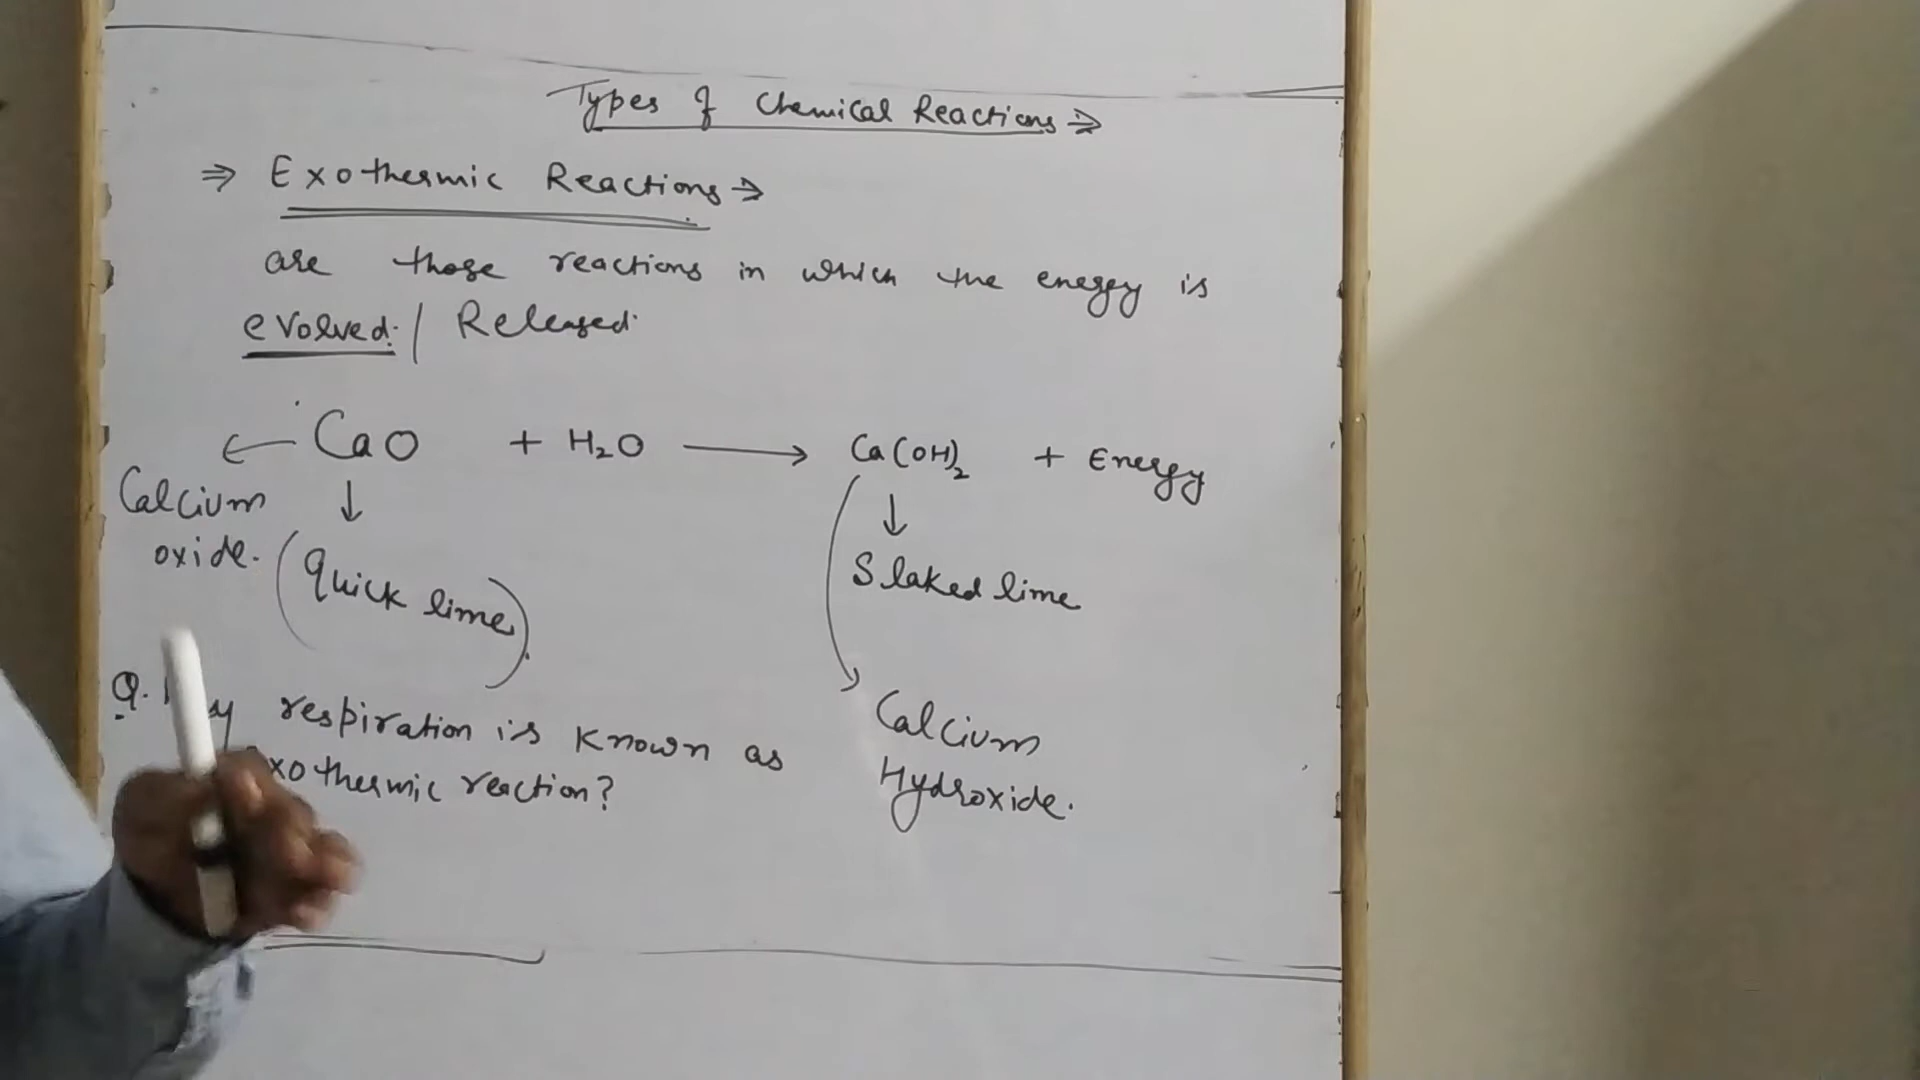 Types of Chemical Reactions ⇒
⇒ Exothermic Reactions ⇒
are those reactions in which the energy is
evolved. / Released.
← CaO + H₂O → Ca(OH)₂ + Energy
Calcium ↓ ↓
oxide. (Quick lime). Slaked lime
Q. respiration is known as
exothermic reaction?
Calcium
Hydroxide.